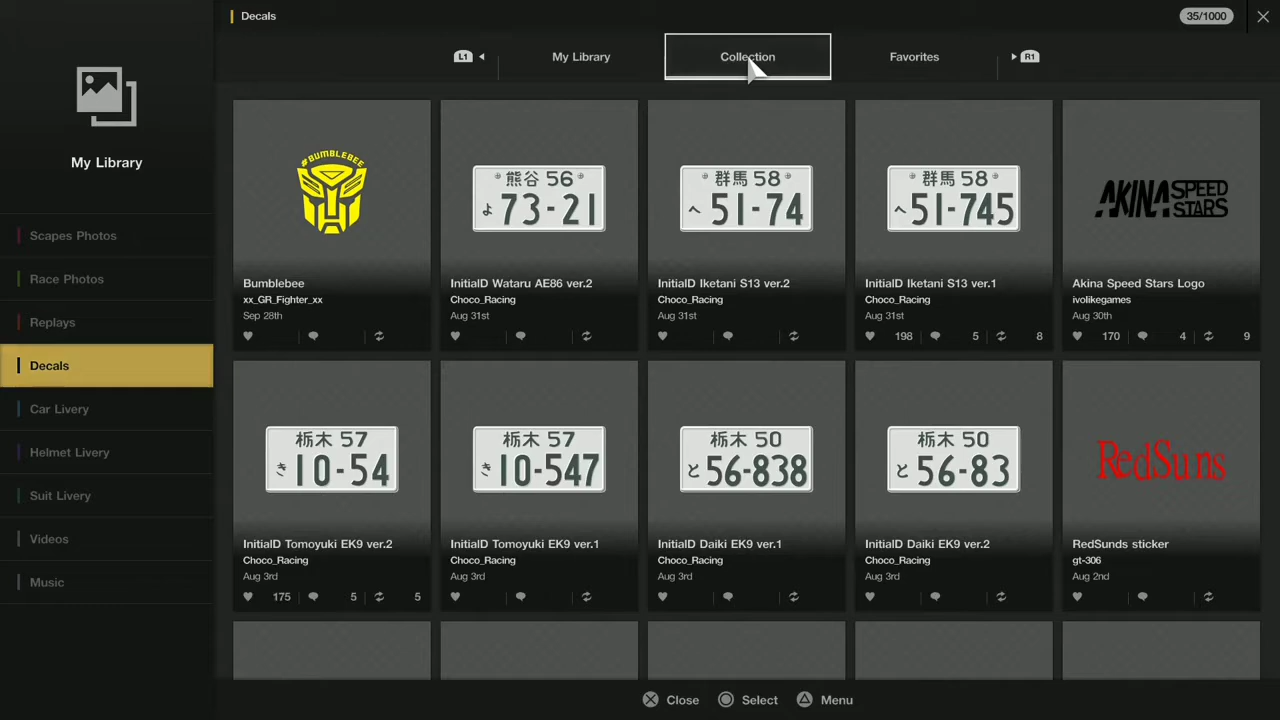 Decals
35/1000
L1
My Library
Collection
Favorites
R1
My Library
Scapes Photos
Race Photos
Replays
Decals
Car Livery
Helmet Livery
Suit Livery
Videos
Music
#BUMBLEBEE
Bumblebee
xx_GR_Fighter_xx
Sep 28th
熊谷 56
よ 73-21
InitialD Wataru AE86 ver.2
Choco_Racing
Aug 31st
群馬 58
へ 51-74
InitialD Iketani S13 ver.2
Choco_Racing
Aug 31st
群馬 58
へ 51-745
InitialD Iketani S13 ver.1
Choco_Racing
Aug 31st
198 5 8
AKINA SPEED
STARS
Akina Speed Stars Logo
ivolikegames
Aug 30th
170 4 9
栃木 57
き 10-54
InitialD Tomoyuki EK9 ver.2
Choco_Racing
Aug 3rd
175 5 5
栃木 57
き 10-547
InitialD Tomoyuki EK9 ver.1
Choco_Racing
Aug 3rd
栃木 50
と 56-838
InitialD Daiki EK9 ver.1
Choco_Racing
Aug 3rd
栃木 50
と 56-83
InitialD Daiki EK9 ver.2
Choco_Racing
Aug 3rd
RedSuns
RedSunds sticker
gt-306
Aug 2nd
Close Select Menu